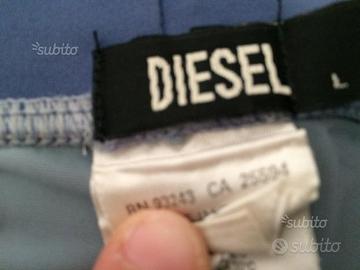 subito
DIESEL
L
RN 93243 CA 25594
subito
subito